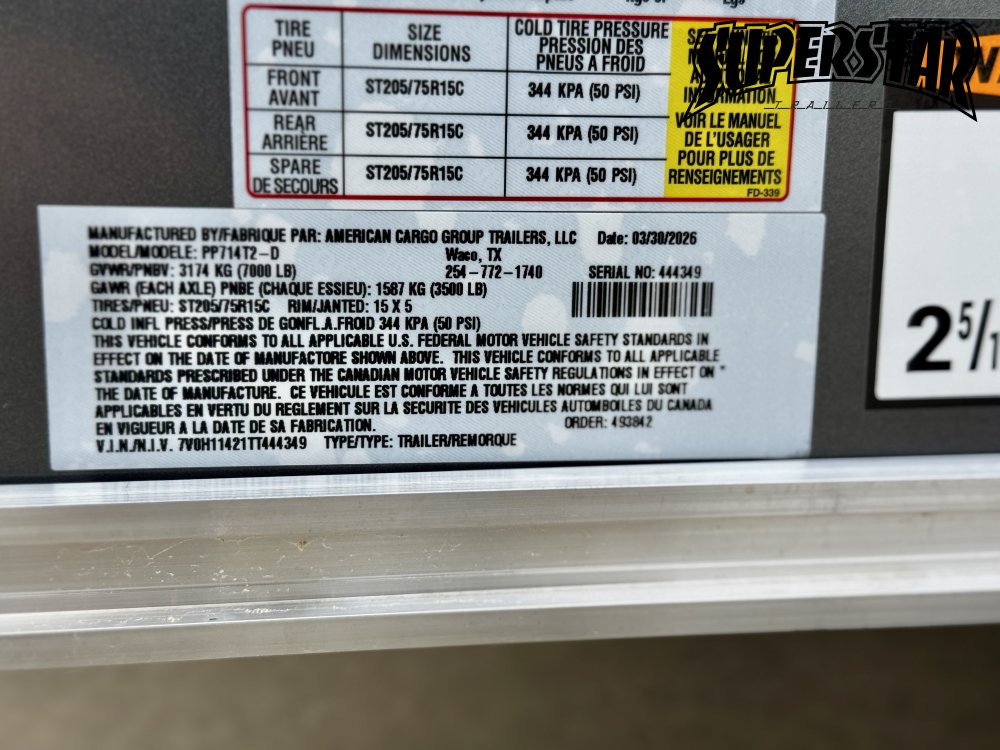 TIRE PNEU SIZE DIMENSIONS COLD TIRE PRESSURE PRESSION DES PNEUS A FROID
FRONT AVANT ST205/75R15C 344 KPA (50 PSI)
REAR ARRIÈRE ST205/75R15C 344 KPA (50 PSI)
SPARE DE SECOURS ST205/75R15C 344 KPA (50 PSI)
VOIR LE MANUEL
DE L'USAGER
POUR PLUS DE
RENSEIGNEMENTS
FD-339
SUPERSTAR
TRAILERS
MANUFACTURED BY/FABRIQUE PAR: AMERICAN CARGO GROUP TRAILERS, LLC Date: 03/30/2026
MODEL/MODELE: PP714T2-D Waco, TX
GVWR/PNBV: 3174 KG (7000 LB) 254-772-1740 SERIAL NO: 444349
GAWR (EACH AXLE) PNBE (CHAQUE ESSIEU): 1587 KG (3500 LB)
TIRES/PNEU: ST205/75R15C RIM/JANTED: 15 X 5
COLD INFL PRESS/PRESS DE GONFL.A.FROID 344 KPA (50 PSI)
THIS VEHICLE CONFORMS TO ALL APPLICABLE U.S. FEDERAL MOTOR VEHICLE SAFETY STANDARDS IN
EFFECT ON THE DATE OF MANUFACTORE SHOWN ABOVE. THIS VEHICLE CONFORMS TO ALL APPLICABLE
STANDARDS PRESCRIBED UNDER THE CANADIAN MOTOR VEHICLE SAFETY REGULATIONS IN EFFECT ON "
THE DATE OF MANUFACTURE. CE VEHICULE EST CONFORME A TOUTES LES NORMES QUI LUI SONT
APPLICABLES EN VERTU DU REGLEMENT SUR LA SECURITE DES VEHICULES AUTOMBOILES DU CANADA
EN VIGUEUR A LA DATE DE SA FABRICATION. ORDER: 493842
V.I.N./N.I.V. 7V0H11421TT444349 TYPE/TYPE: TRAILER/REMORQUE
2 5/1